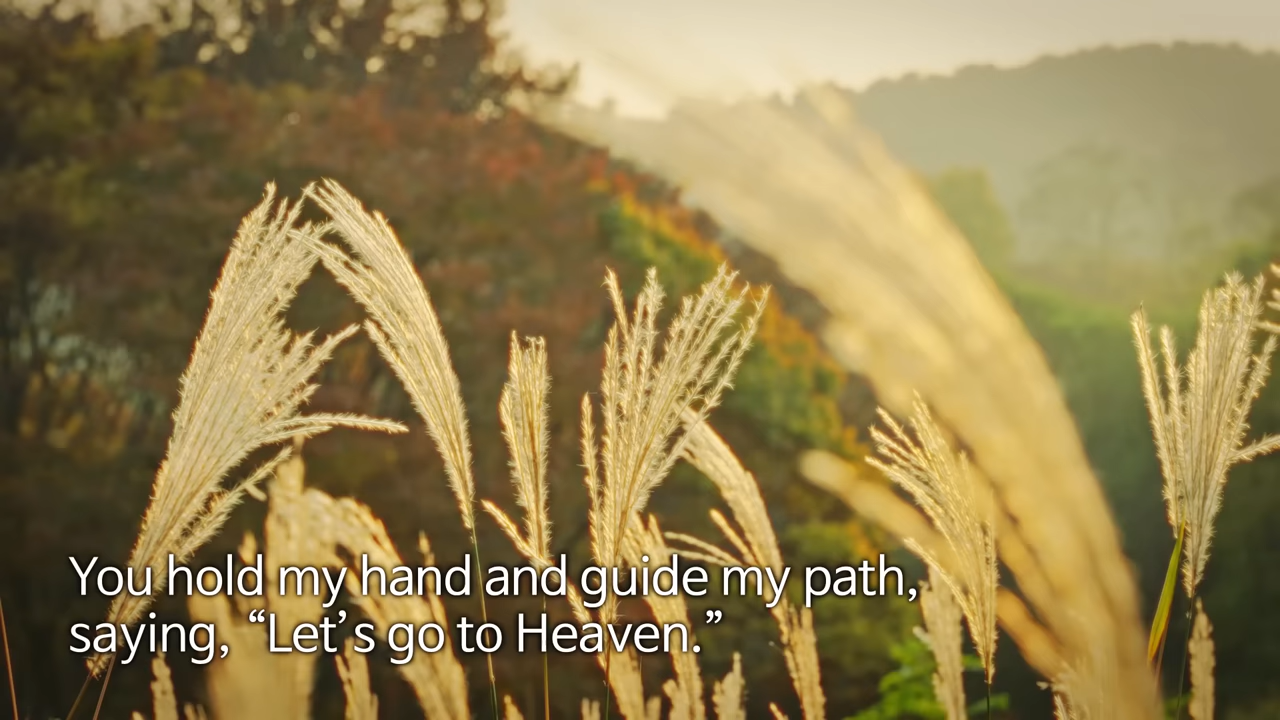 You hold my hand and guide my path,
saying, “Let’s go to Heaven.”